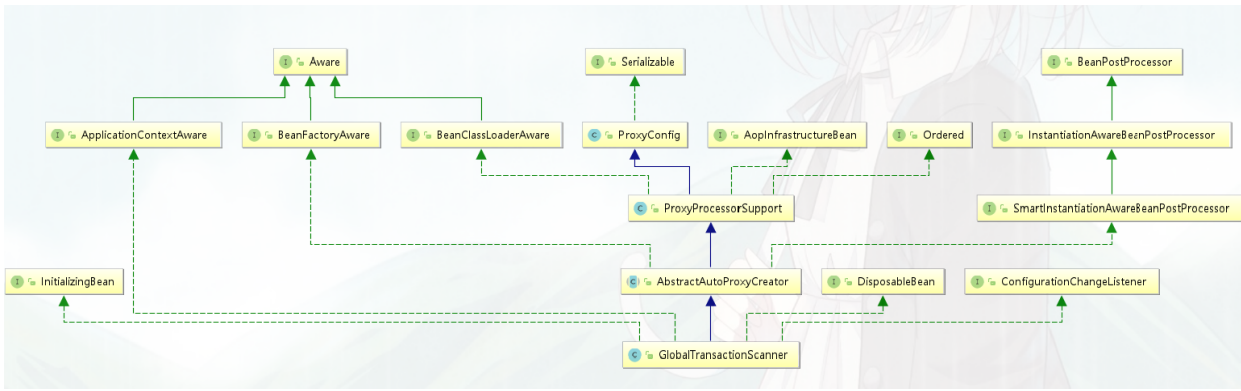 Aware
Serializable
BeanPostProcessor
ApplicationContextAware
BeanFactoryAware
BeanClassLoaderAware
ProxyConfig
AopInfrastructureBean
Ordered
InstantiationAwareBeanPostProcessor
ProxyProcessorSupport
SmartInstantiationAwareBeanPostProcessor
InitializingBean
AbstractAutoProxyCreator
DisposableBean
ConfigurationChangeListener
GlobalTransactionScanner